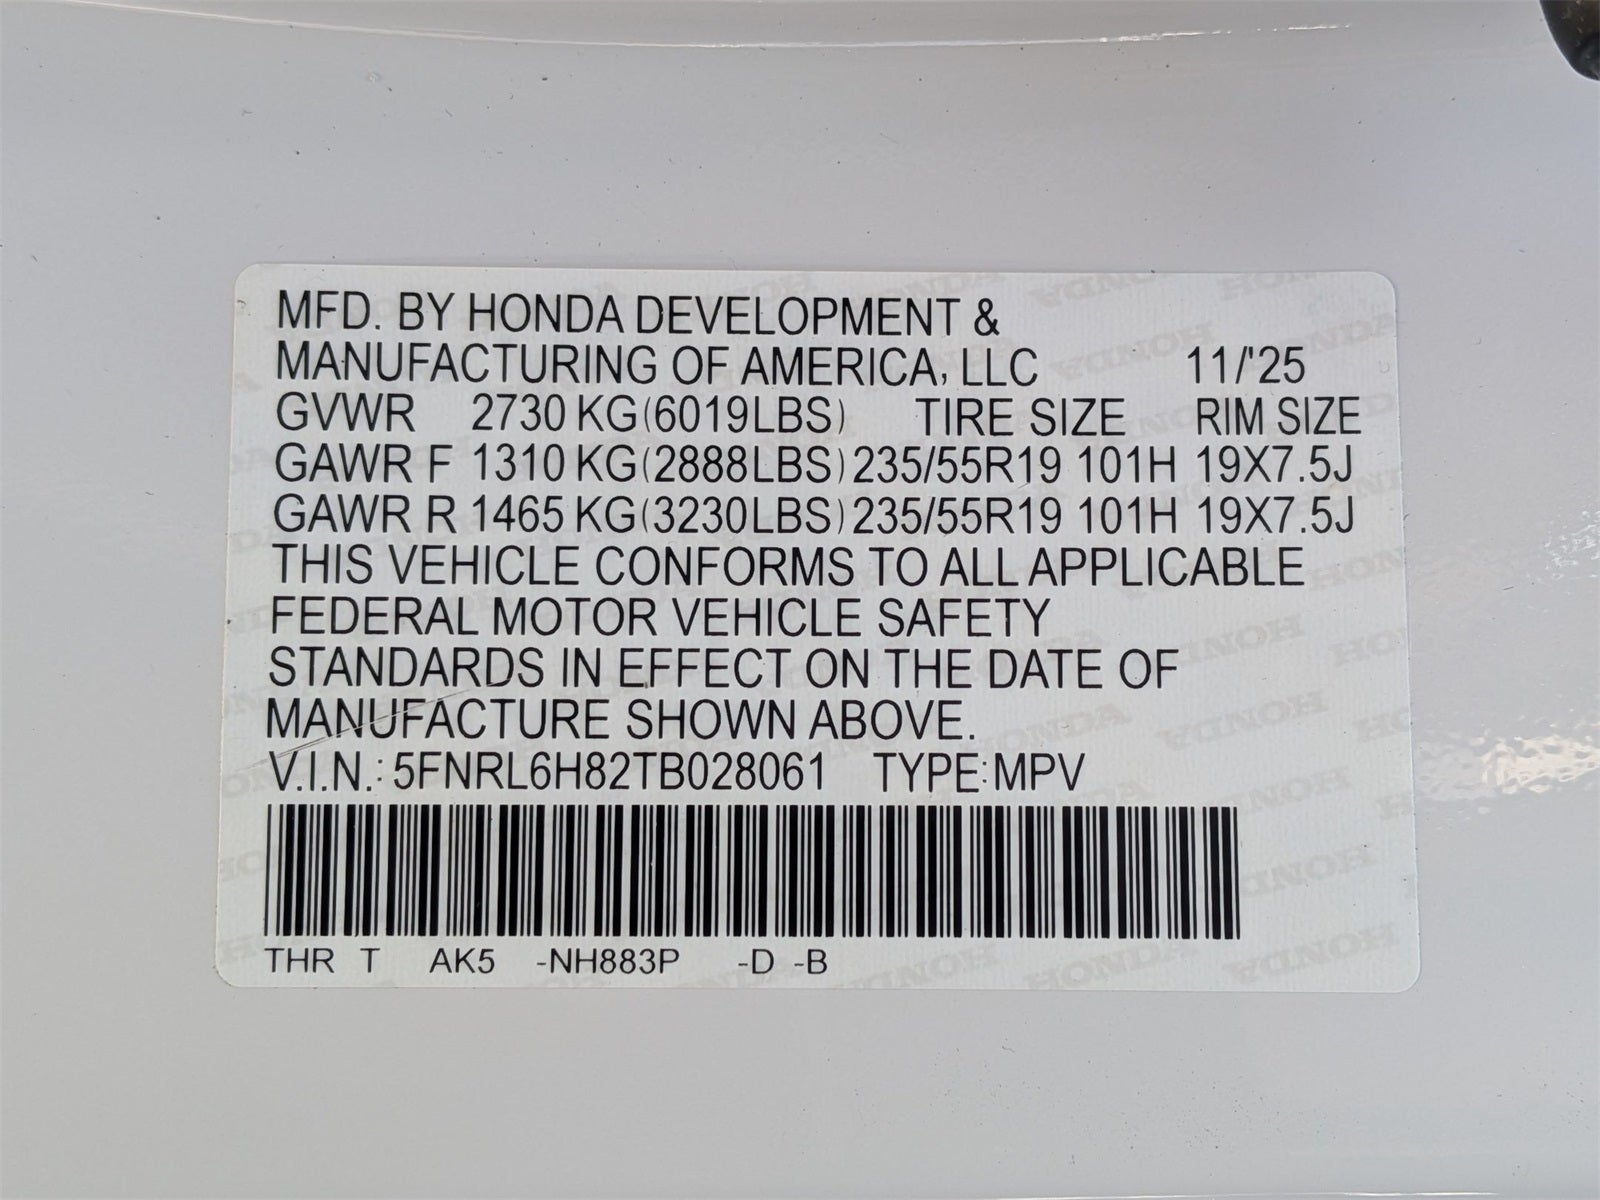 MFD. BY HONDA DEVELOPMENT &
MANUFACTURING OF AMERICA, LLC 11/'25
GVWR 2730 KG(6019LBS) TIRE SIZE RIM SIZE
GAWR F 1310 KG(2888LBS) 235/55R19 101H 19X7.5J
GAWR R 1465 KG(3230LBS) 235/55R19 101H 19X7.5J
THIS VEHICLE CONFORMS TO ALL APPLICABLE
FEDERAL MOTOR VEHICLE SAFETY
STANDARDS IN EFFECT ON THE DATE OF
MANUFACTURE SHOWN ABOVE.
V.I.N.: 5FNRL6H82TB028061 TYPE: MPV
THR T AK5 -NH883P -D -B